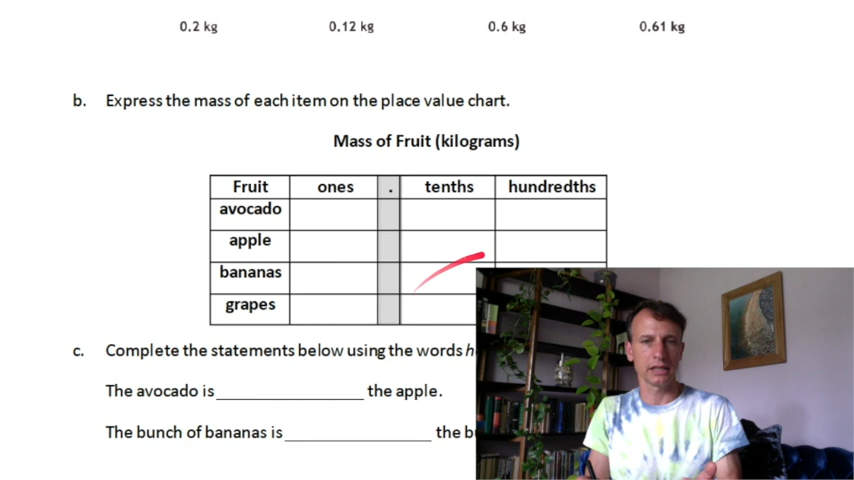 0.2 kg 0.12 kg 0.6 kg 0.61 kg
b. Express the mass of each item on the place value chart.
Mass of Fruit (kilograms)
Fruit ones . tenths hundredths
avocado
apple
bananas
grapes
c. Complete the statements below using the words
The avocado is the apple.
The bunch of bananas is the